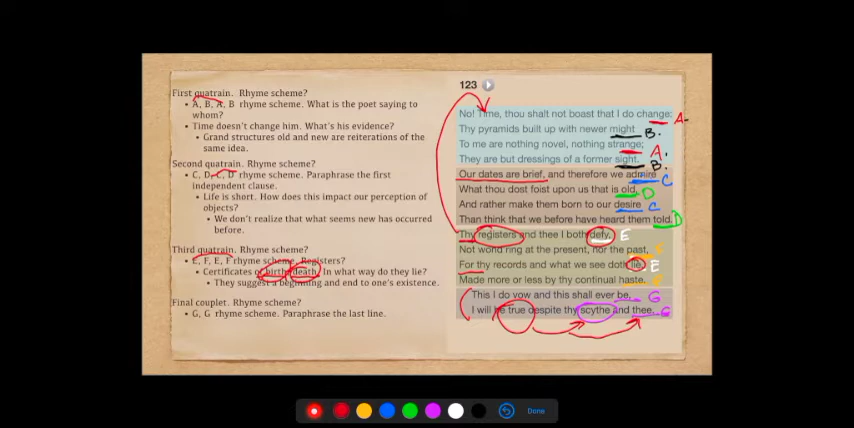 First quatrain. Rhyme scheme?
• A, B, A, B rhyme scheme. What is the poet saying to
whom?
• Time doesn't change him. What's his evidence?
• Grand structures old and new are reiterations of the
same idea.
Second quatrain. Rhyme scheme?
• C, D, C, D rhyme scheme. Paraphrase the first
independent clause.
• Life is short. How does this impact our perception of
objects?
• We don't realize that what seems new has occurred
before.
Third quatrain. Rhyme scheme?
• E, F, E, F rhyme scheme. Registers?
• Certificates of birth/death. In what way do they lie?
• They suggest a beginning and end to one's existence.
Final couplet. Rhyme scheme?
• G, G rhyme scheme. Paraphrase the last line.
123
No! Time, thou shalt not boast that I do change: A.
Thy pyramids built up with newer might B.
To me are nothing novel, nothing strange; A.
They are but dressings of a former sight. B.
Our dates are brief, and therefore we admire C
What thou dost foist upon us that is old, D
And rather make them born to our desire C
Than think that we before have heard them told. D
Thy registers and thee I both defy, E
Not wond'ring at the present, nor the past, F
For thy records and what we see doth lie, E
Made more or less by thy continual haste. F
This I do vow and this shall ever be, G
I will be true despite thy scythe and thee. G
Done